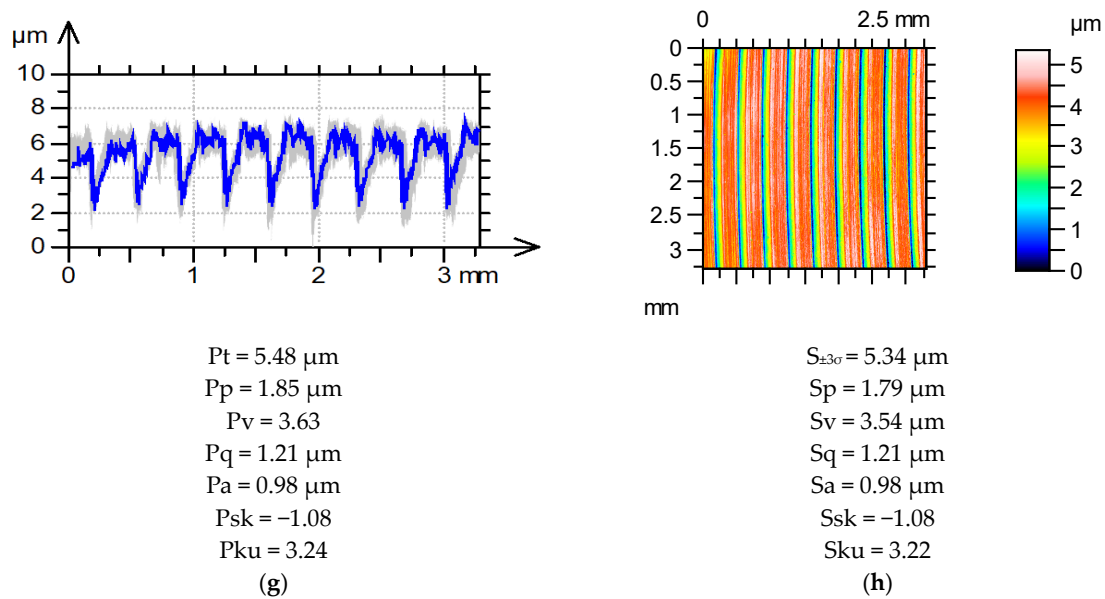 µm
10
8
6
4
2
0
0 1 2 3 mm
Pt = 5.48 µm
Pp = 1.85 µm
Pv = 3.63
Pq = 1.21 µm
Pa = 0.98 µm
Psk = −1.08
Pku = 3.24
(g)
0 2.5 mm
0
0.5
1
1.5
2
2.5
3
mm
µm
5
4
3
2
1
0
S±3σ = 5.34 µm
Sp = 1.79 µm
Sv = 3.54 µm
Sq = 1.21 µm
Sa = 0.98 µm
Ssk = −1.08
Sku = 3.22
(h)